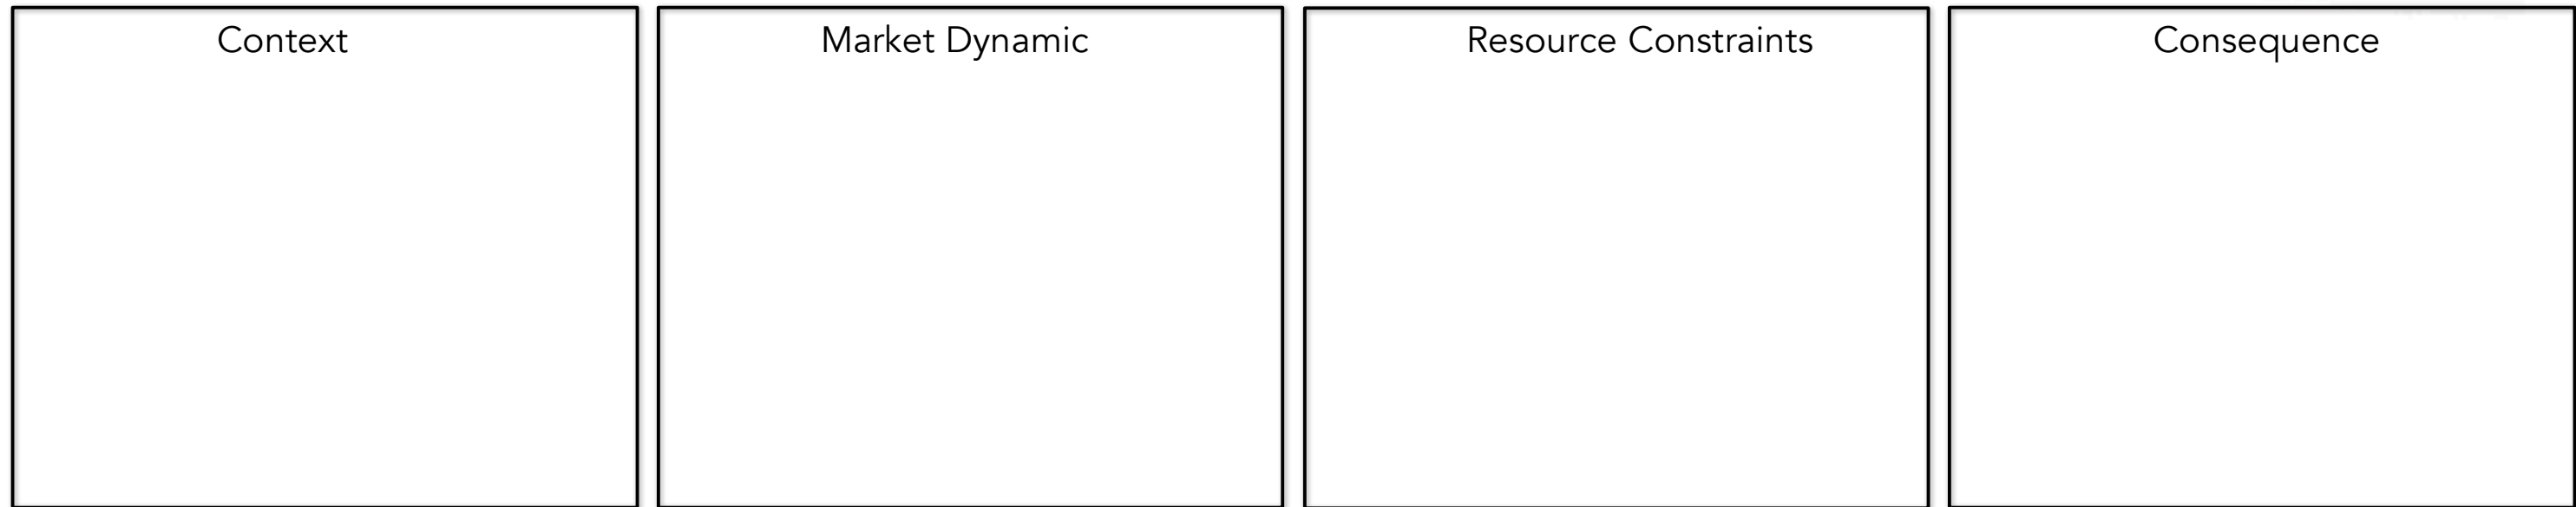 Context
Market Dynamic
Resource Constraints
Consequence